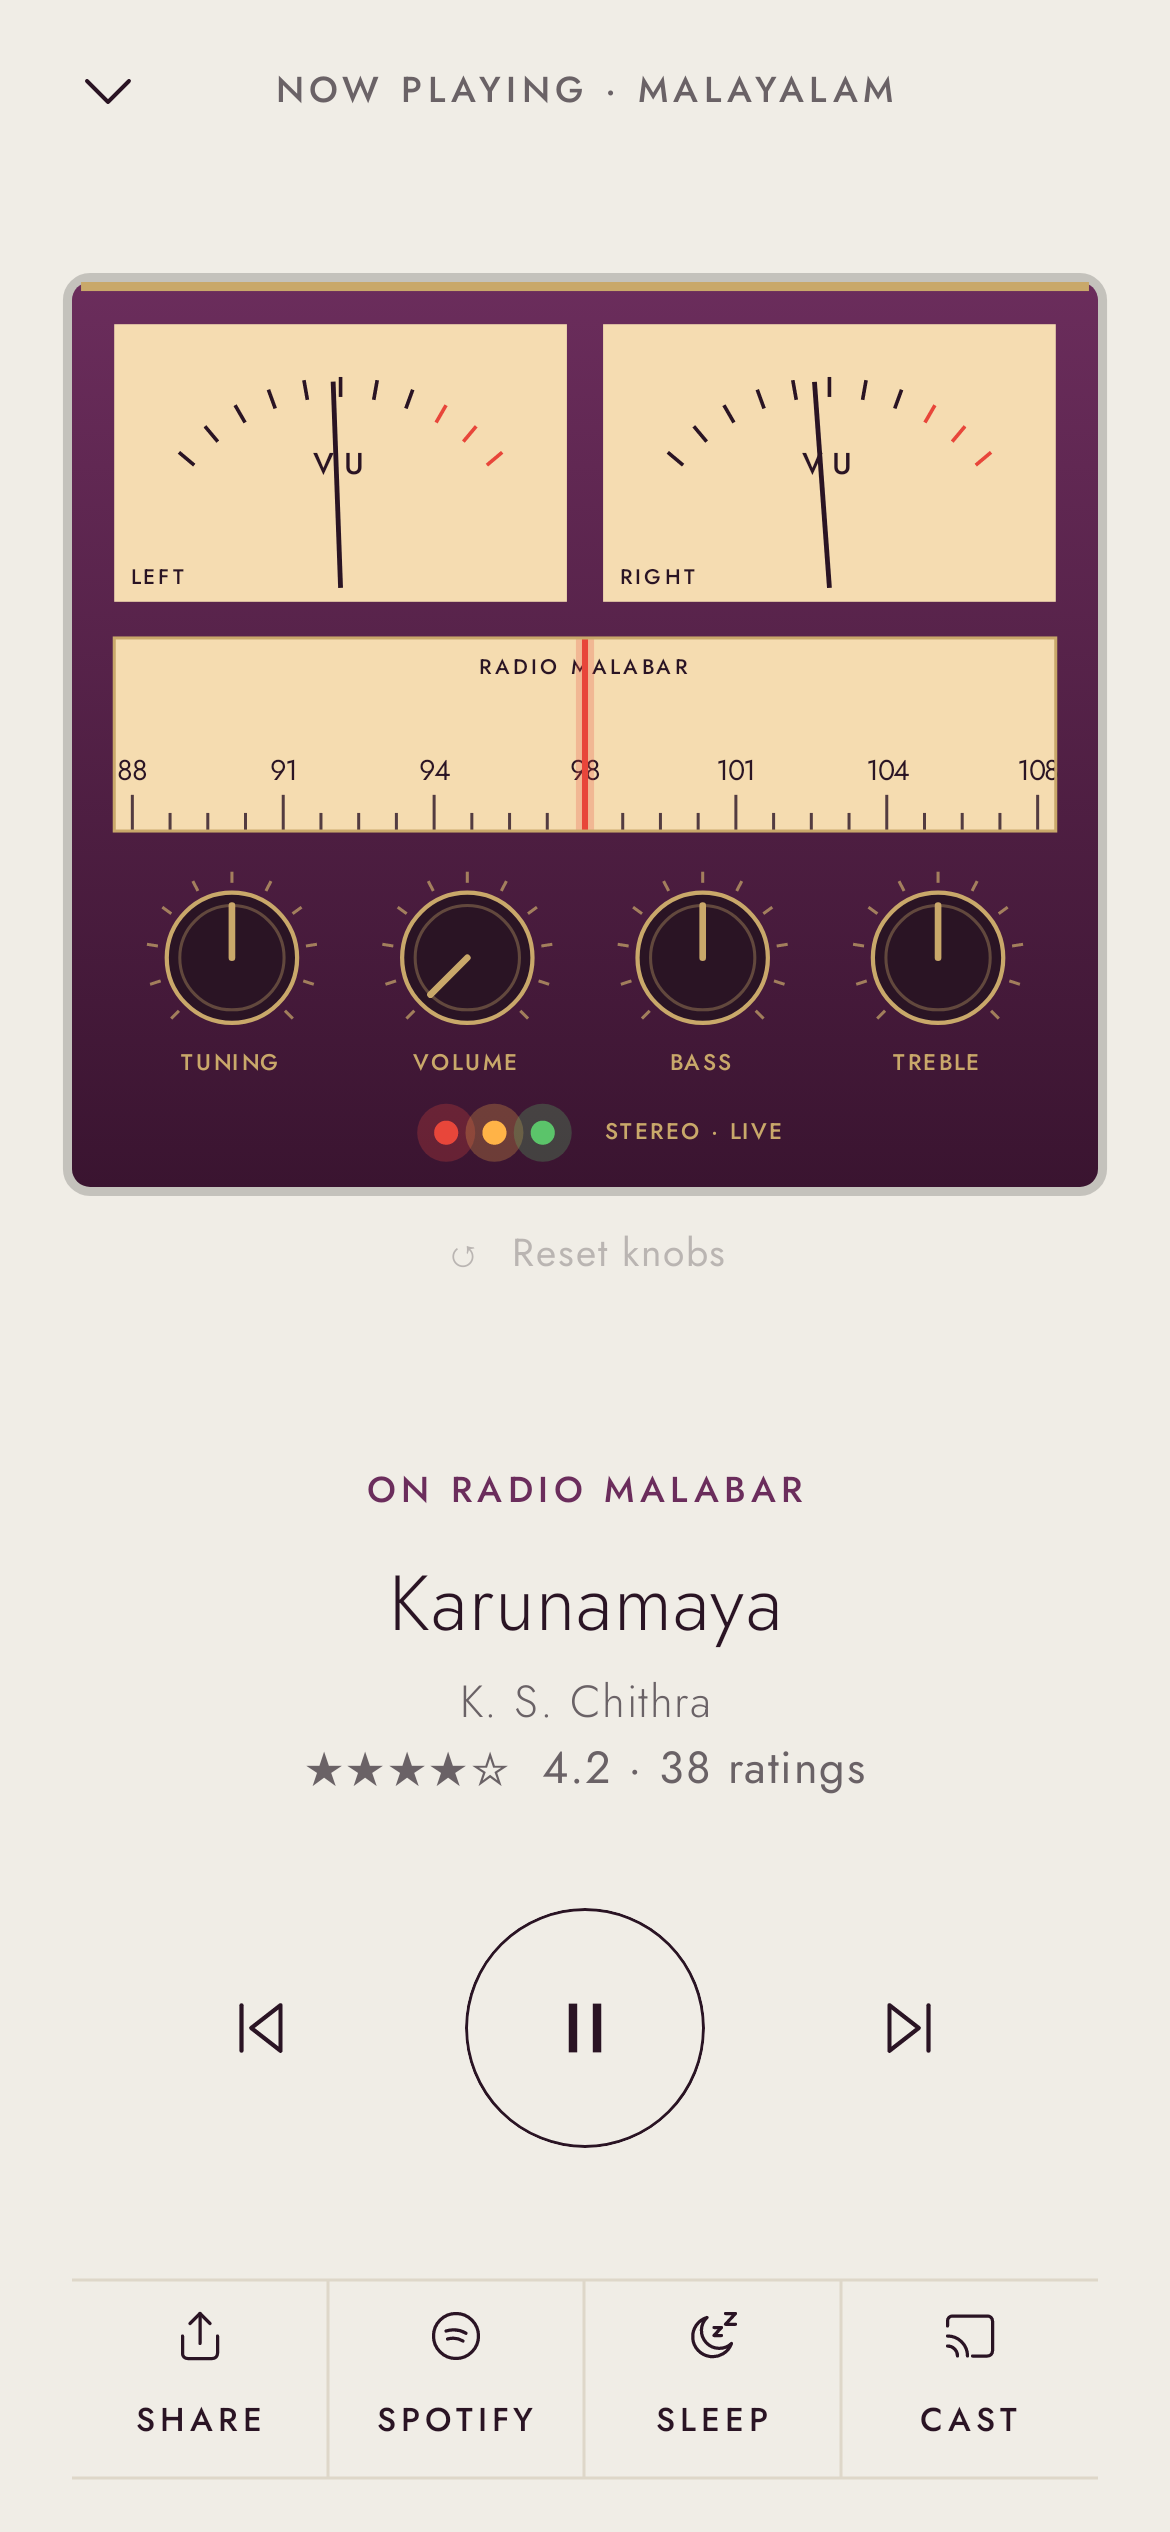 NOW PLAYING · MALAYALAM
VU
VU
LEFT
RIGHT
RADIO MALABAR
88 91 94 98 101 104 108
TUNING VOLUME BASS TREBLE
STEREO · LIVE
Reset knobs
ON RADIO MALABAR
Karunamaya
K. S. Chithra
★★★★☆ 4.2 · 38 ratings
SHARE SPOTIFY SLEEP CAST